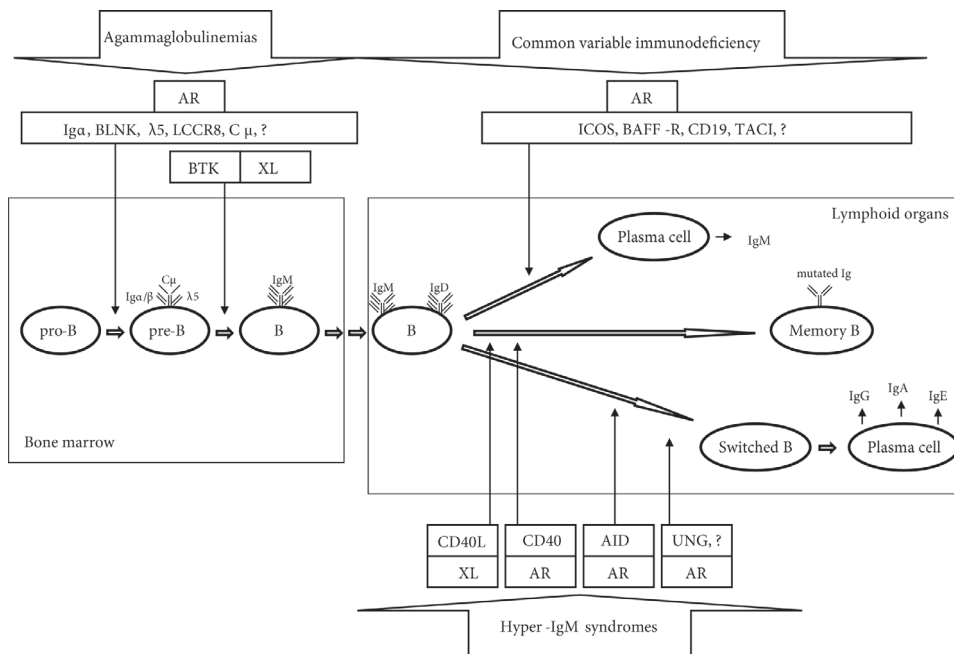 Agammaglobulinemias
Common variable immunodeficiency
AR
AR
Igα, BLNK, λ5, LCCR8, C μ, ?
ICOS, BAFF -R, CD19, TACI, ?
BTK XL
Lymphoid organs
Plasma cell
IgM
Cμ
Igα/β λ5
IgM
IgM IgD
mutated Ig
pro-B
pre-B
B
B
Memory B
IgG IgA IgE
Bone marrow
Switched B
Plasma cell
CD40L CD40 AID UNG, ?
XL AR AR AR
Hyper -IgM syndromes